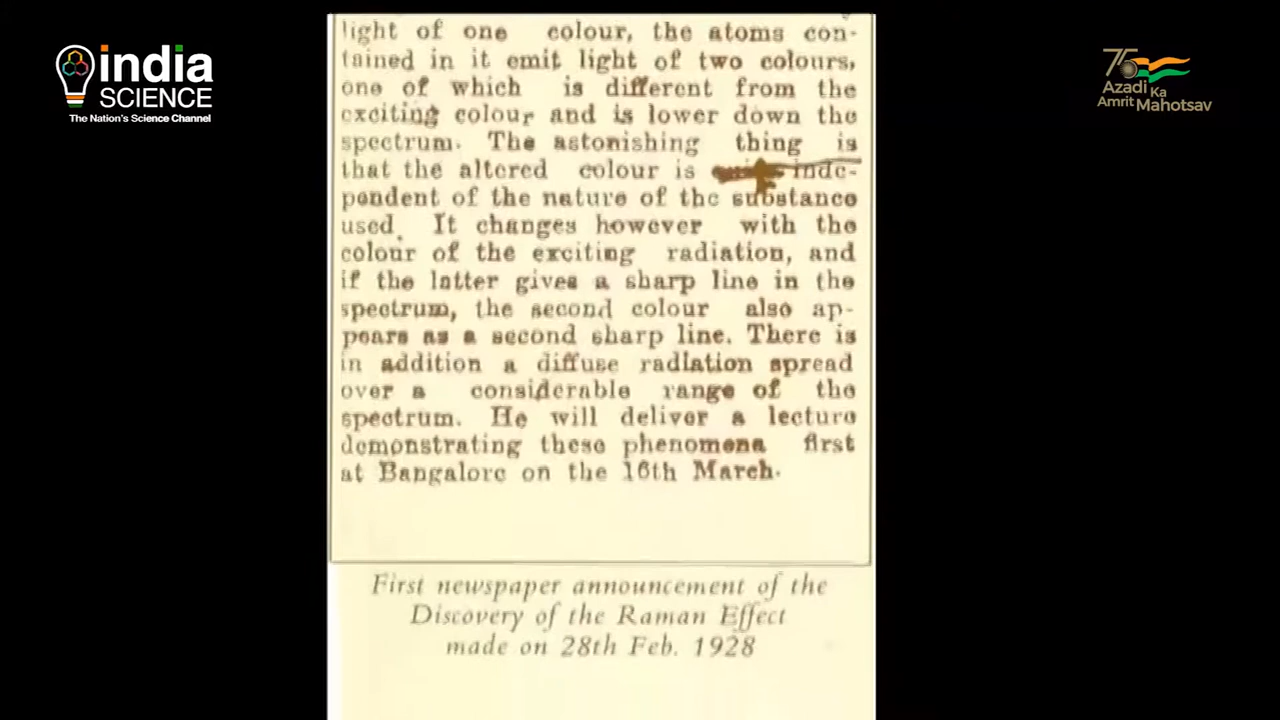 india
SCIENCE
The Nation's Science Channel
75
Azadi Ka
Amrit Mahotsav
light of one colour, the atoms con-
tained in it emit light of two colours,
one of which is different from the
exciting colour and is lower down the
spectrum. The astonishing thing is
that the altered colour is inde-
pendent of the nature of the substance
used. It changes however with the
colour of the exciting radiation, and
if the latter gives a sharp line in the
spectrum, the second colour also ap-
pears as a second sharp line. There is
in addition a diffuse radiation spread
over a considerable range of the
spectrum. He will deliver a lecture
demonstrating these phenomena first
at Bangalore on the 16th March.
First newspaper announcement of the
Discovery of the Raman Effect
made on 28th Feb. 1928